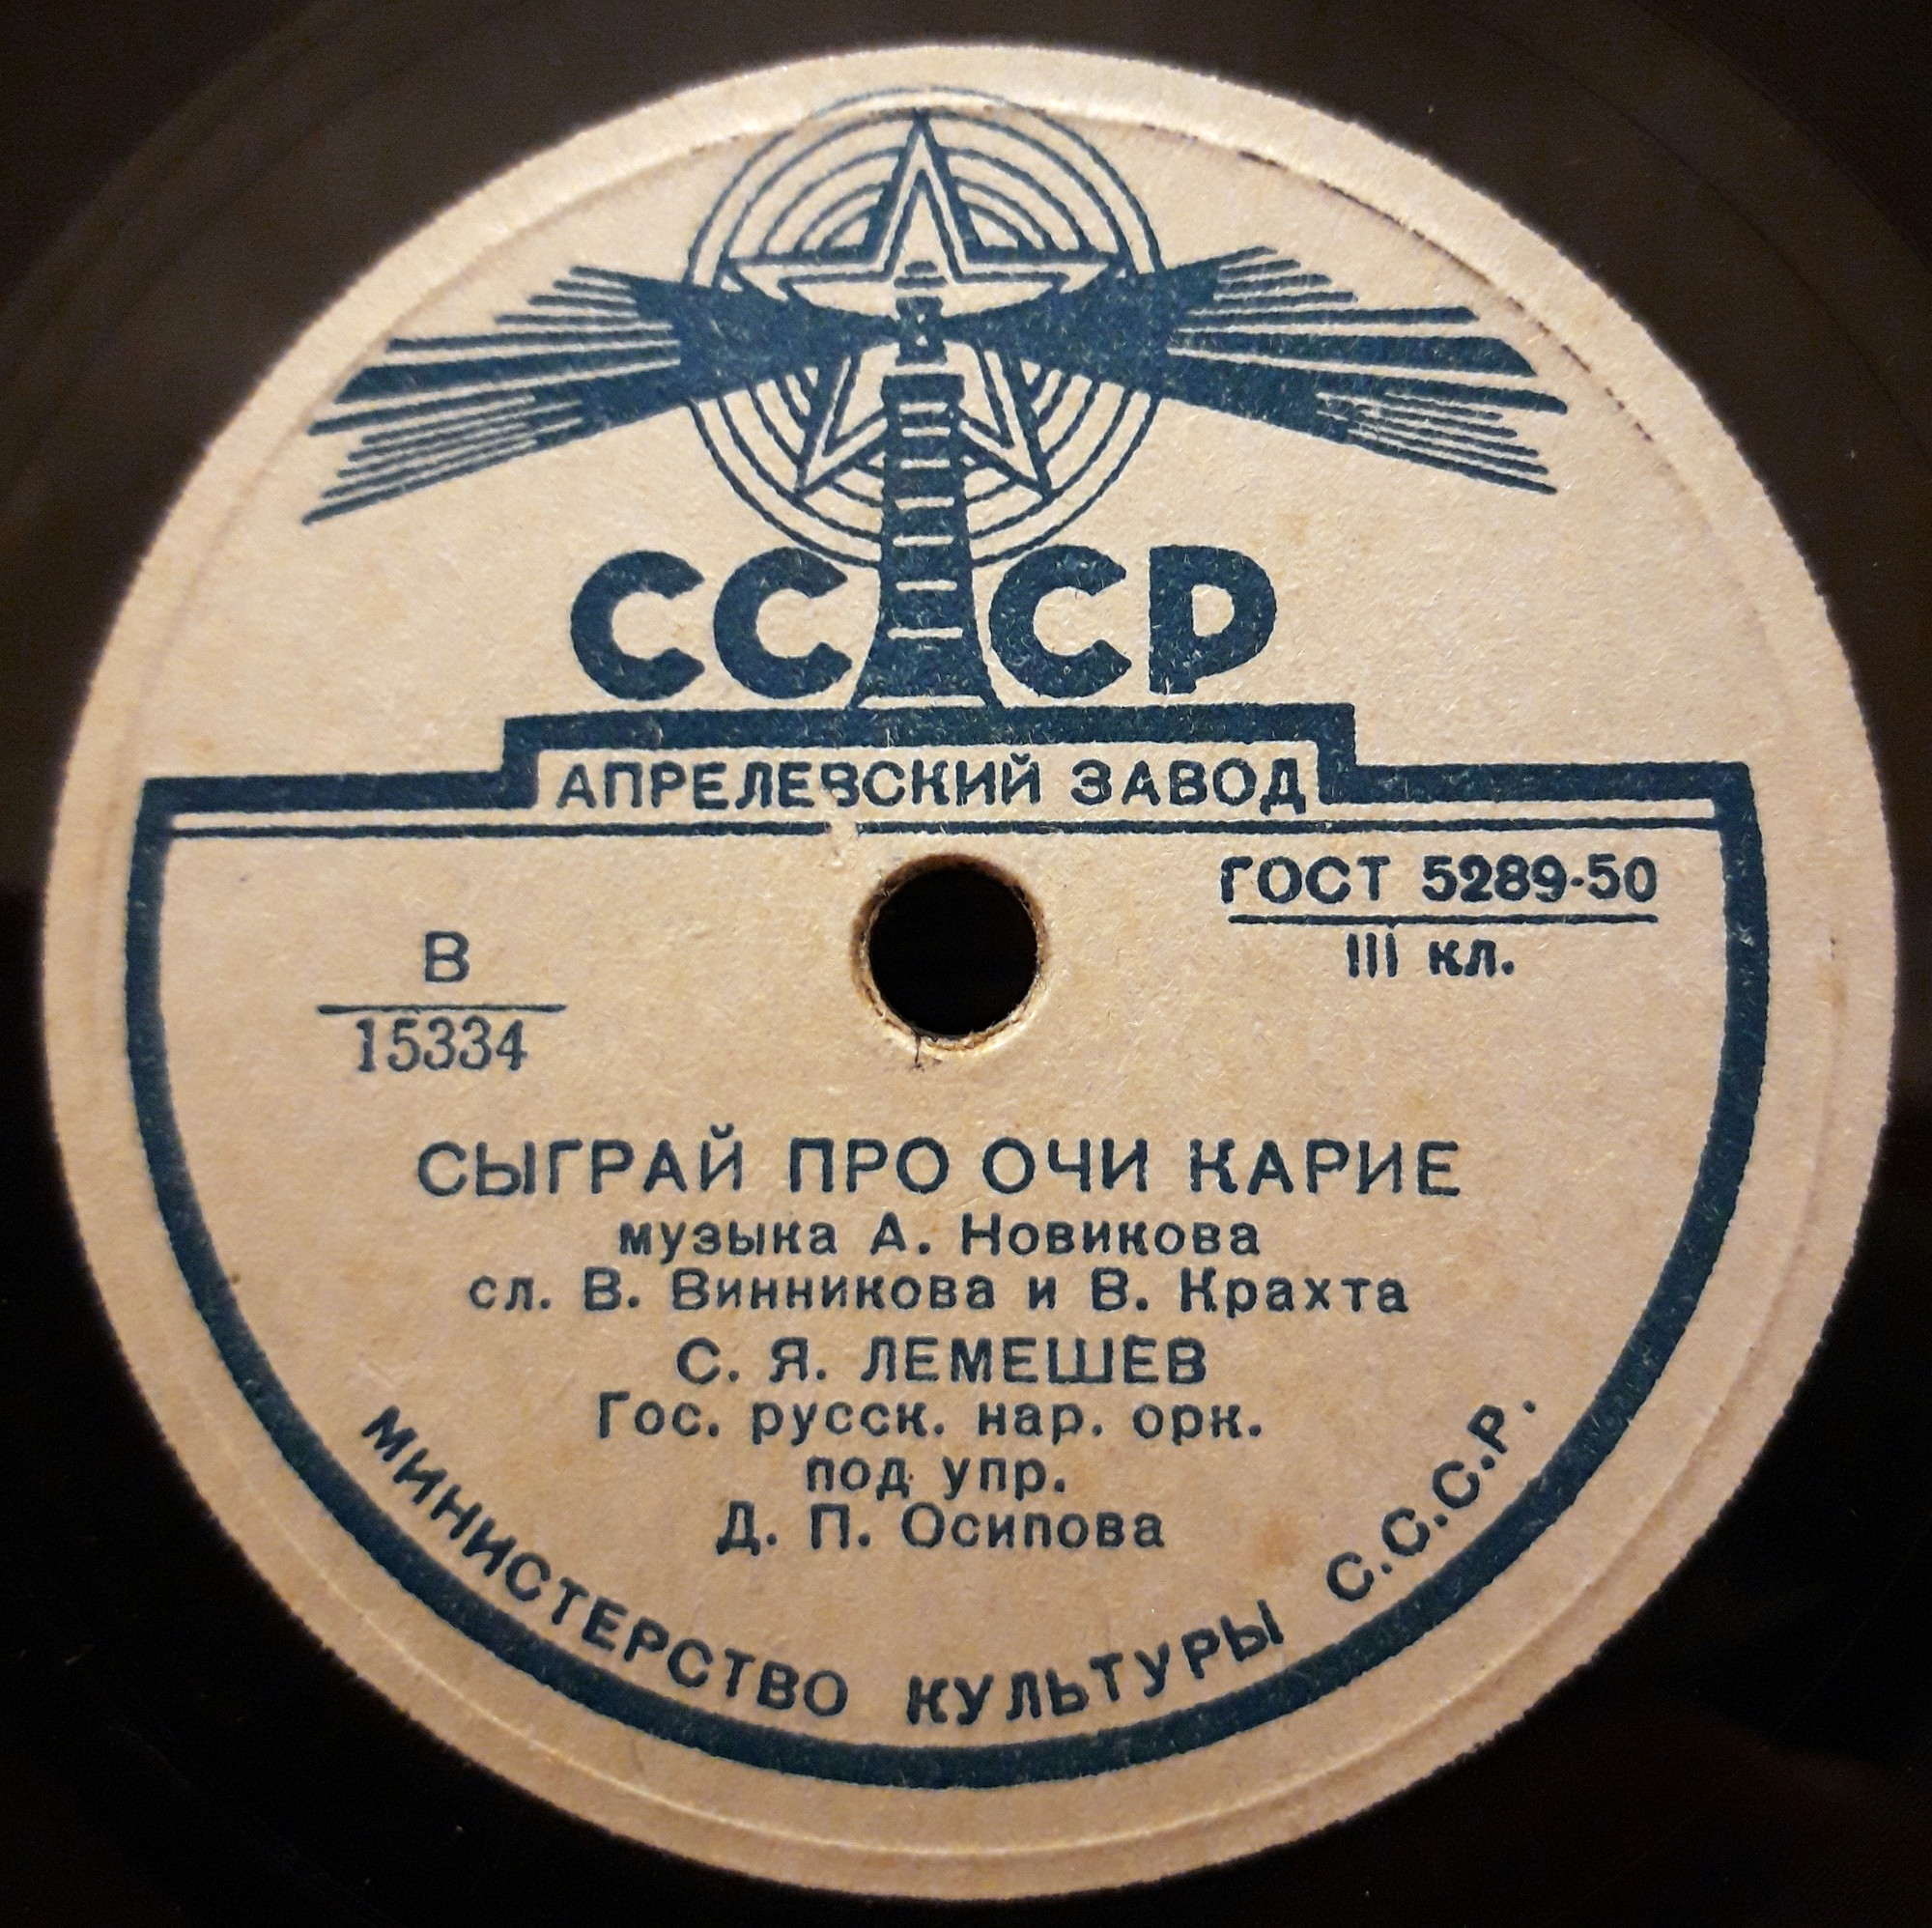 СССР
АПРЕЛЕВСКИЙ ЗАВОД
ГОСТ 5289-50
III кл.
В
15334
СЫГРАЙ ПРО ОЧИ КАРИЕ
музыка А. Новикова
сл. В. Винникова и В. Крахта
С. Я. ЛЕМЕШЕВ
Гос. русск. нар. орк.
под упр.
Д. П. Осипова
МИНИСТЕРСТВО КУЛЬТУРЫ С.С.С.Р.